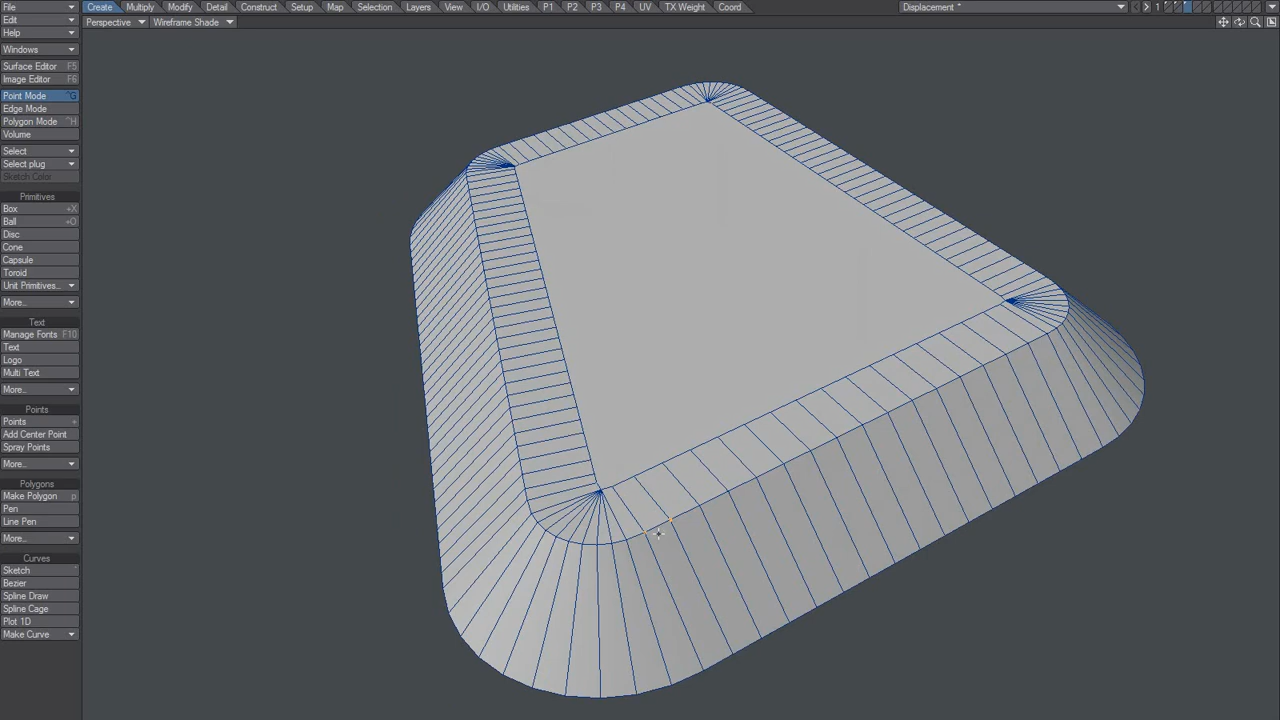 File Create Multiply Modify Detail Construct Setup Map Selection Layers View I/O Utilities P1 P2 P3 P4 UV TX Weight Coord Displacement * 1
Edit Perspective Wireframe Shade
Help
Windows
Surface Editor F5
Image Editor F6
Point Mode ^G
Edge Mode
Polygon Mode ^H
Volume
Select
Select plug
Sketch Color
Primitives
Box +X
Ball +O
Disc
Cone
Capsule
Toroid
Unit Primitives...
More...
Text
Manage Fonts F10
Text
Logo
Multi Text
More...
Points
Points +
Add Center Point
Spray Points
More...
Polygons
Make Polygon p
Pen
Line Pen
More...
Curves
Sketch
Bezier
Spline Draw
Spline Cage
Plot 1D
Make Curve